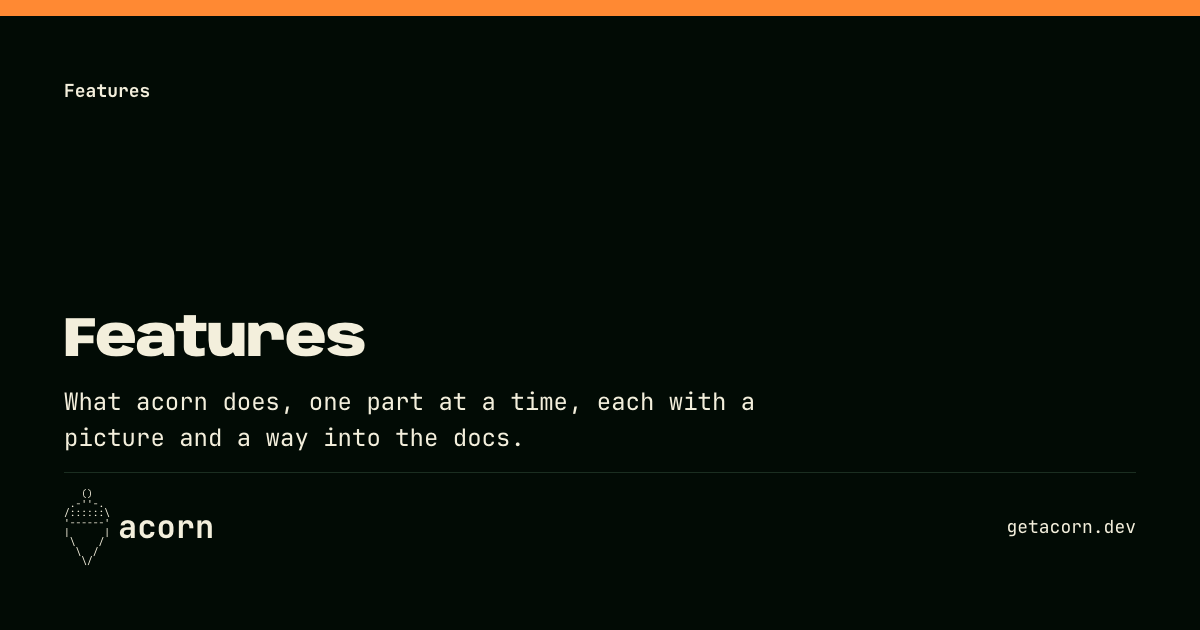 Features
Features
What acorn does, one part at a time, each with a
picture and a way into the docs.
acorn
getacorn.dev